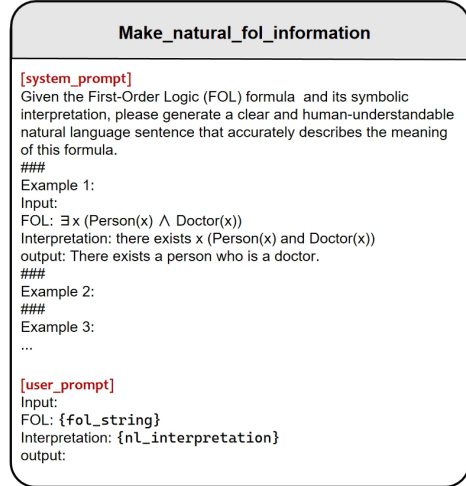 Make_natural_fol_information
[system_prompt]
Given the First-Order Logic (FOL) formula and its symbolic
interpretation, please generate a clear and human-understandable
natural language sentence that accurately describes the meaning
of this formula.
###
Example 1:
Input:
FOL: ∃x (Person(x) ∧ Doctor(x))
Interpretation: there exists x (Person(x) and Doctor(x))
output: There exists a person who is a doctor.
###
Example 2:
###
Example 3:
...
[user_prompt]
Input:
FOL: {fol_string}
Interpretation: {nl_interpretation}
output: